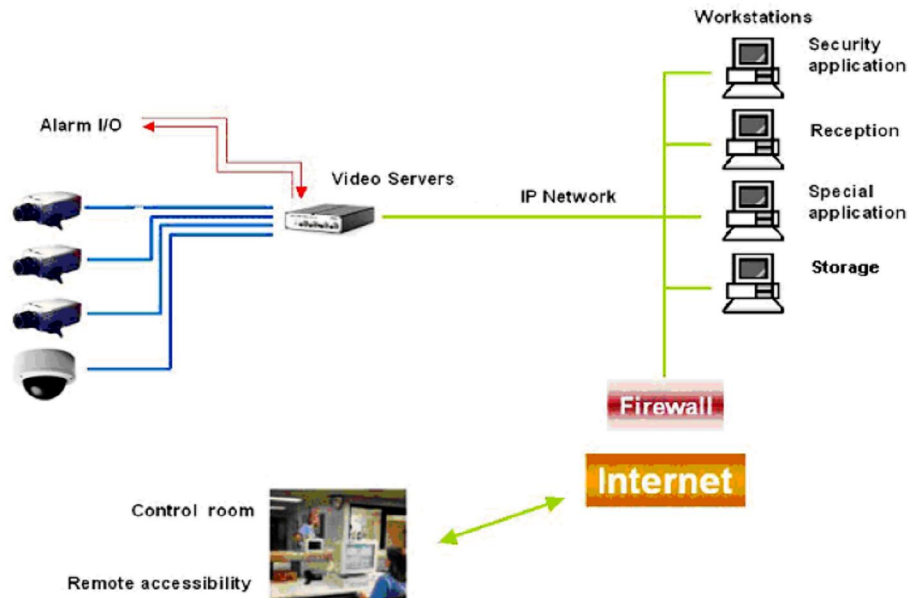 Workstations
Security
application
Alarm I/O
Reception
Video Servers
IP Network
Special
application
Storage
Firewall
Internet
Control room
Remote accessibility